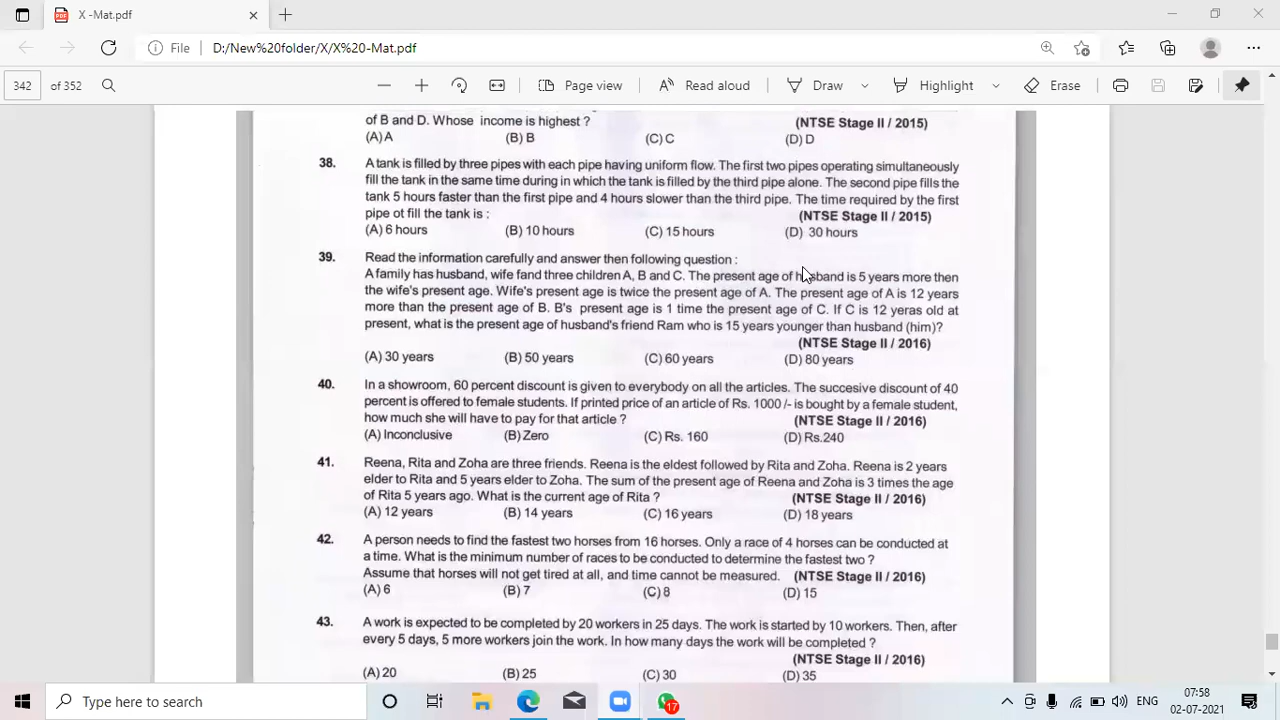 X -Mat.pdf
File D:/New%20folder/X/X%20-Mat.pdf
342 of 352 Page view Read aloud Draw Highlight Erase
of B and D. Whose income is highest ? (NTSE Stage II / 2015)
(A) A (B) B (C) C (D) D
38. A tank is filled by three pipes with each pipe having uniform flow. The first two pipes operating simultaneously
fill the tank in the same time during in which the tank is filled by the third pipe alone. The second pipe fills the
tank 5 hours faster than the first pipe and 4 hours slower than the third pipe. The time required by the first
pipe ot fill the tank is : (NTSE Stage II / 2015)
(A) 6 hours (B) 10 hours (C) 15 hours (D) 30 hours
39. Read the information carefully and answer then following question :
A family has husband, wife fand three children A, B and C. The present age of husband is 5 years more then
the wife's present age. Wife's present age is twice the present age of A. The present age of A is 12 years
more than the present age of B. B's present age is 1 time the present age of C. If C is 12 yeras old at
present, what is the present age of husband's friend Ram who is 15 years younger than husband (him)?
(NTSE Stage II / 2016)
(A) 30 years (B) 50 years (C) 60 years (D) 80 years
40. In a showroom, 60 percent discount is given to everybody on all the articles. The succesive discount of 40
percent is offered to female students. If printed price of an article of Rs. 1000 /- is bought by a female student,
how much she will have to pay for that article ? (NTSE Stage II / 2016)
(A) Inconclusive (B) Zero (C) Rs. 160 (D) Rs.240
41. Reena, Rita and Zoha are three friends. Reena is the eldest followed by Rita and Zoha. Reena is 2 years
elder to Rita and 5 years elder to Zoha. The sum of the present age of Reena and Zoha is 3 times the age
of Rita 5 years ago. What is the current age of Rita ? (NTSE Stage II / 2016)
(A) 12 years (B) 14 years (C) 16 years (D) 18 years
42. A person needs to find the fastest two horses from 16 horses. Only a race of 4 horses can be conducted at
a time. What is the minimum number of races to be conducted to determine the fastest two ?
Assume that horses will not get tired at all, and time cannot be measured. (NTSE Stage II / 2016)
(A) 6 (B) 7 (C) 8 (D) 15
43. A work is expected to be completed by 20 workers in 25 days. The work is started by 10 workers. Then, after
every 5 days, 5 more workers join the work. In how many days the work will be completed ?
(NTSE Stage II / 2016)
(A) 20 (B) 25 (C) 30 (D) 35
Type here to search 17 ENG 07:58
02-07-2021